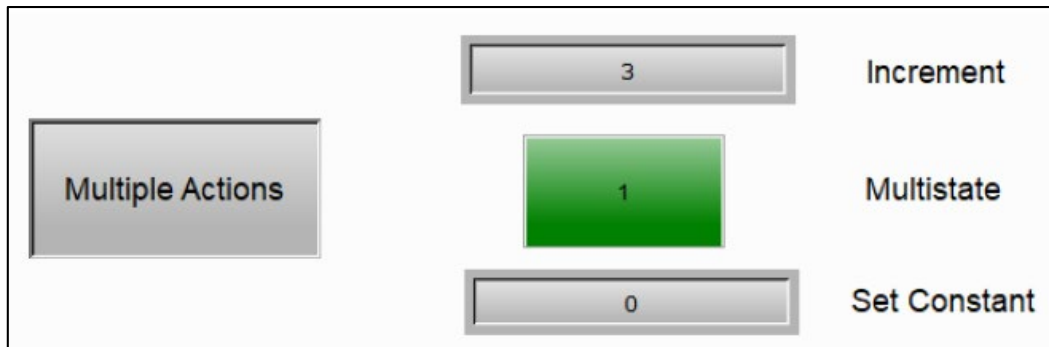 3
Increment
Multiple Actions
1
Multistate
0
Set Constant